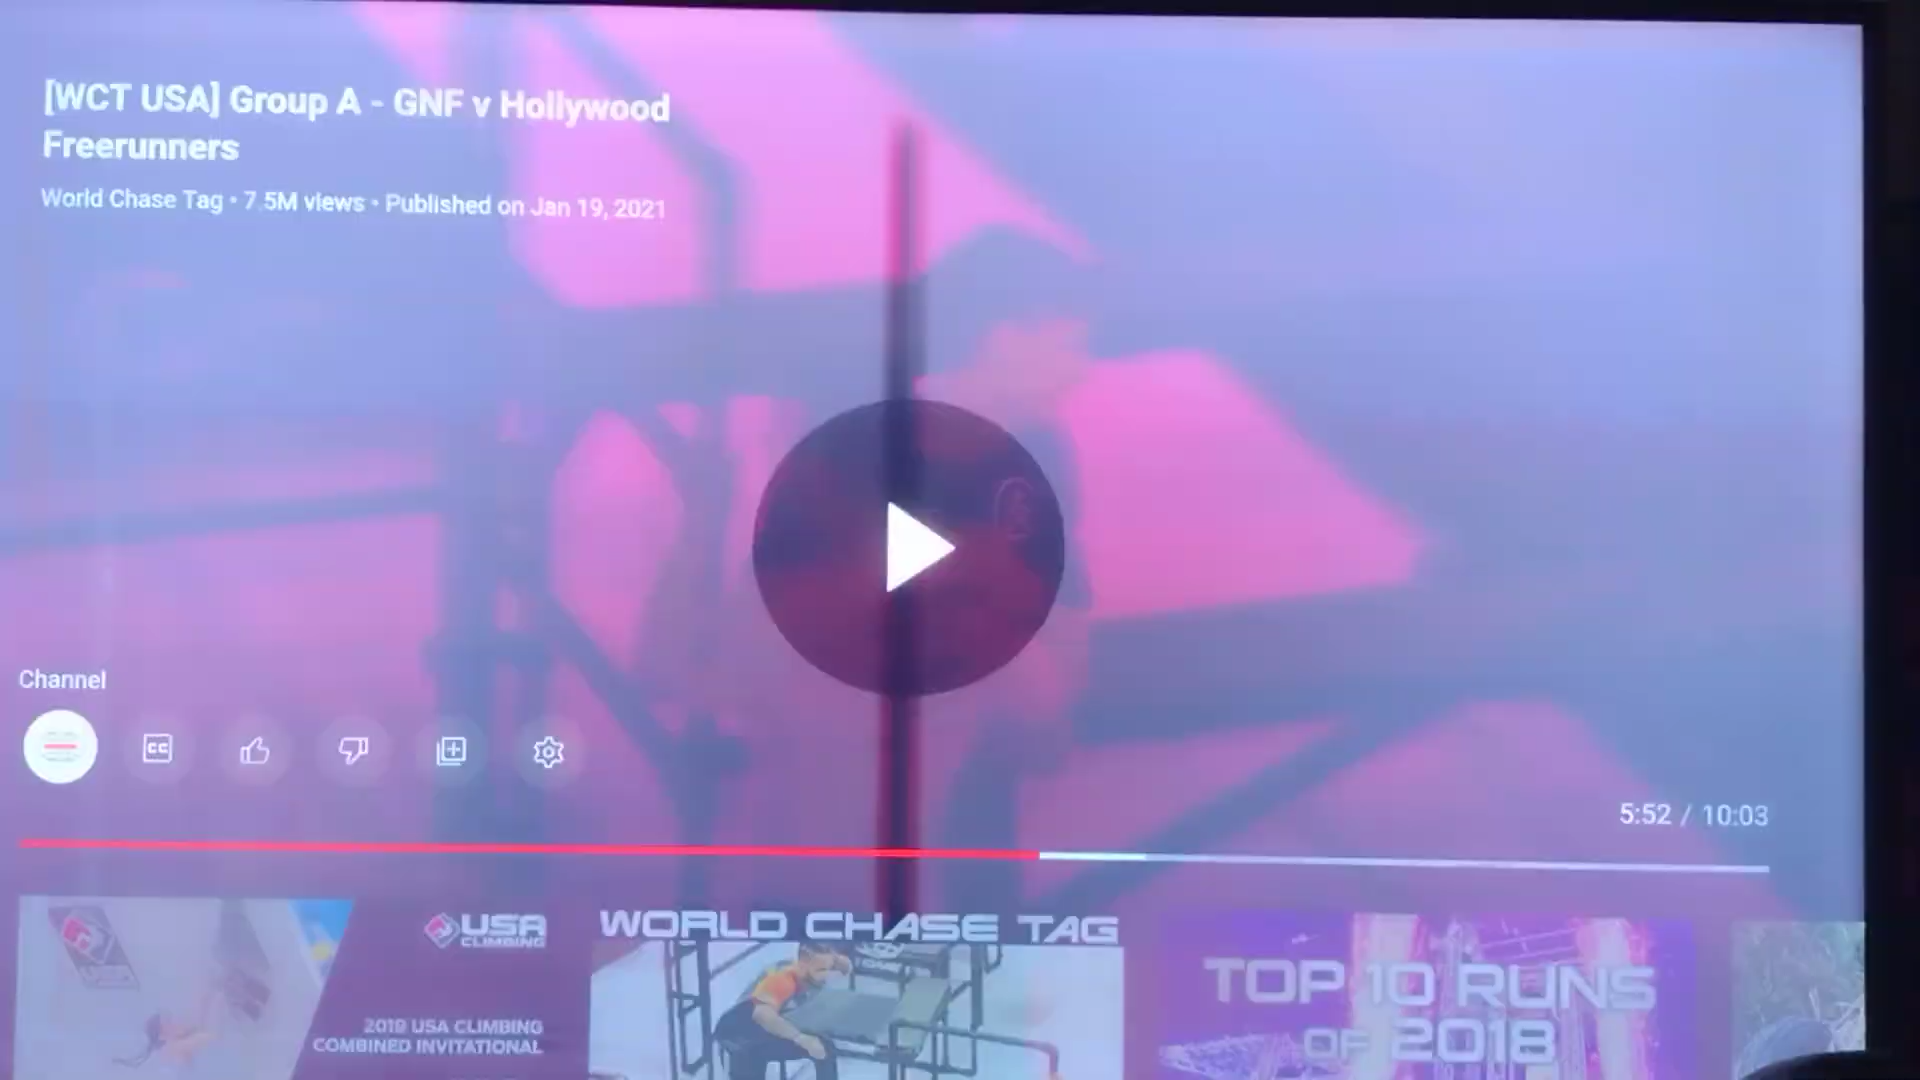 [WCT USA] Group A - GNF v Hollywood
Freerunners
World Chase Tag • 7.5M views • Published on Jan 19, 2021
Channel
CC
5:52 / 10:03
USA
USA
CLIMBING
2019 USA CLIMBING
COMBINED INVITATIONAL
WORLD CHASE TAG
TOP 10 RUNS
OF 2018